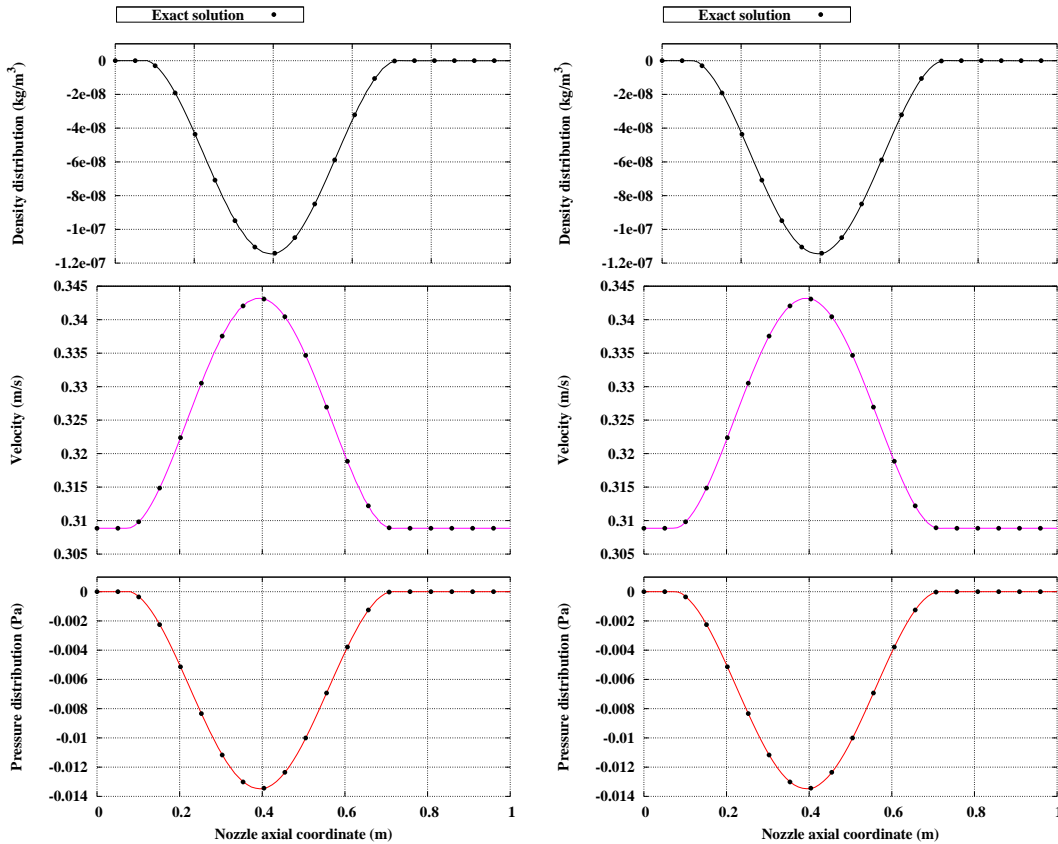 Exact solution
Density distribution (kg/m3)
0
-2e-08
-4e-08
-6e-08
-8e-08
-1e-07
-1.2e-07
Velocity (m/s)
0.345
0.34
0.335
0.33
0.325
0.32
0.315
0.31
0.305
Pressure distribution (Pa)
0
-0.002
-0.004
-0.006
-0.008
-0.01
-0.012
-0.014
0
0.2
0.4
0.6
0.8
1
Nozzle axial coordinate (m)
Exact solution
Density distribution (kg/m3)
0
-2e-08
-4e-08
-6e-08
-8e-08
-1e-07
-1.2e-07
Velocity (m/s)
0.345
0.34
0.335
0.33
0.325
0.32
0.315
0.31
0.305
Pressure distribution (Pa)
0
-0.002
-0.004
-0.006
-0.008
-0.01
-0.012
-0.014
0
0.2
0.4
0.6
0.8
1
Nozzle axial coordinate (m)